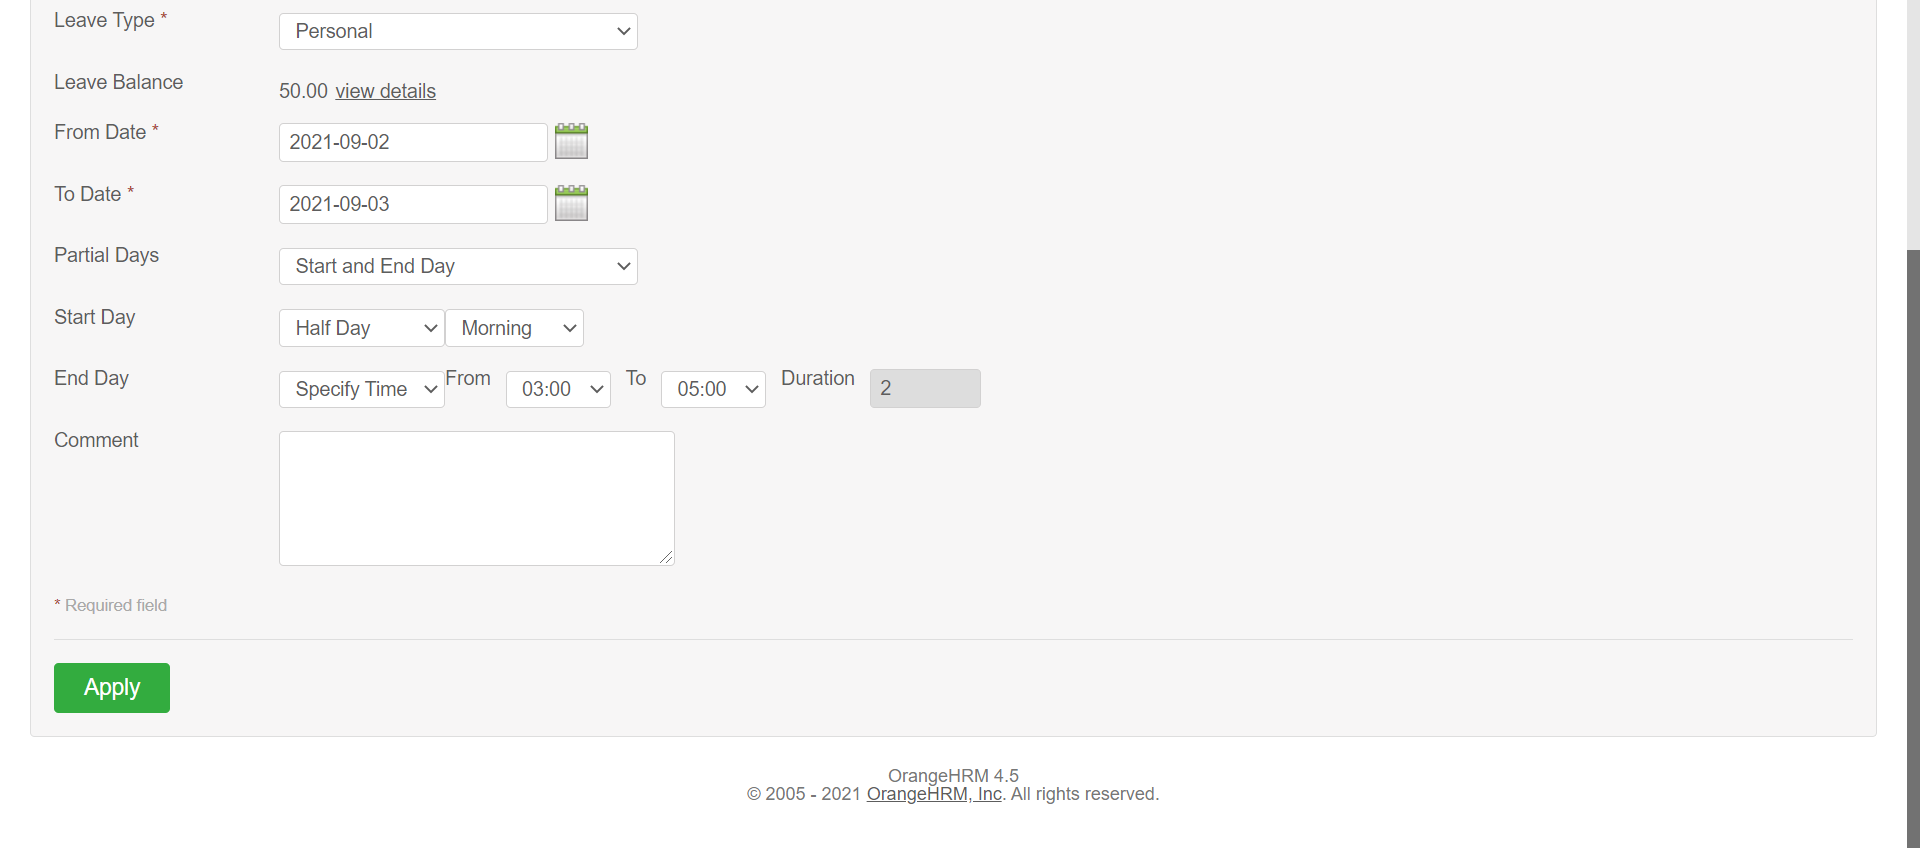 Leave Type * Personal
Leave Balance 50.00 view details
From Date * 2021-09-02
To Date * 2021-09-03
Partial Days Start and End Day
Start Day Half Day Morning
End Day Specify Time From 03:00 To 05:00 Duration 2
Comment
* Required field
Apply
OrangeHRM 4.5
© 2005 - 2021 OrangeHRM, Inc. All rights reserved.